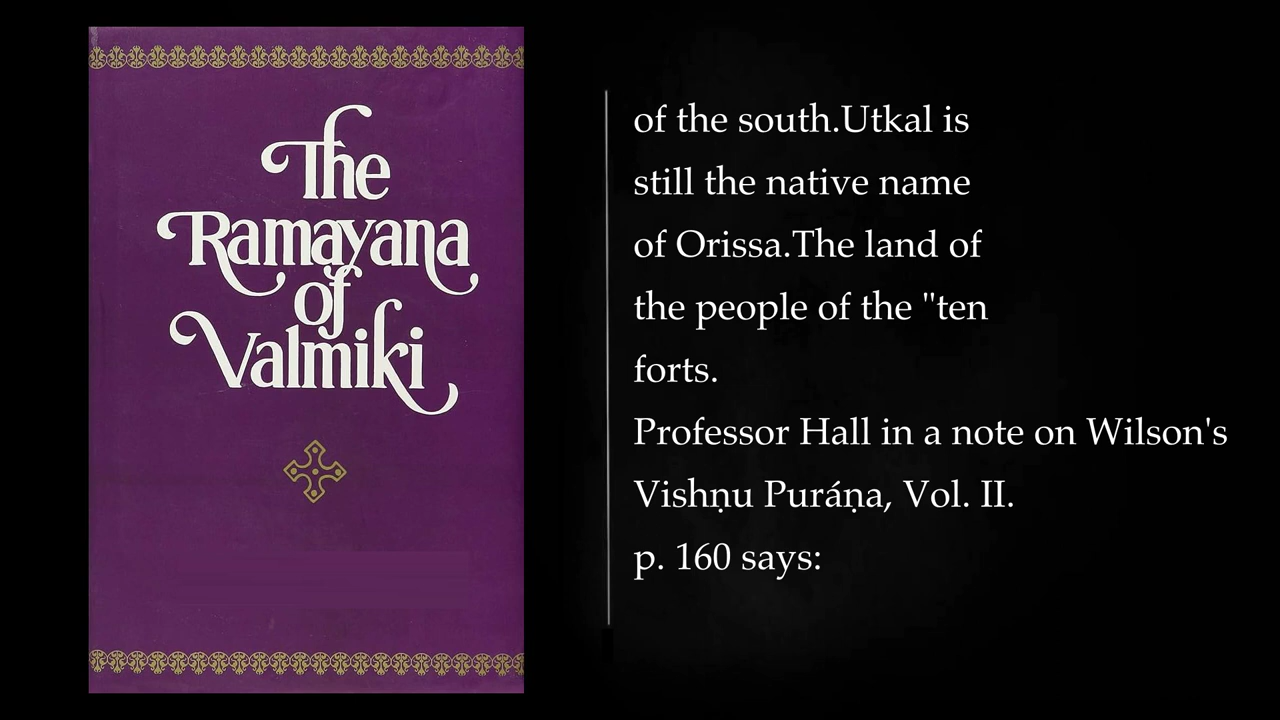 The
Ramayana
of
Valmiki
of the south.Utkal is
still the native name
of Orissa.The land of
the people of the "ten
forts.
Professor Hall in a note on Wilson's
Vishṇu Puráṇa, Vol. II.
p. 160 says: